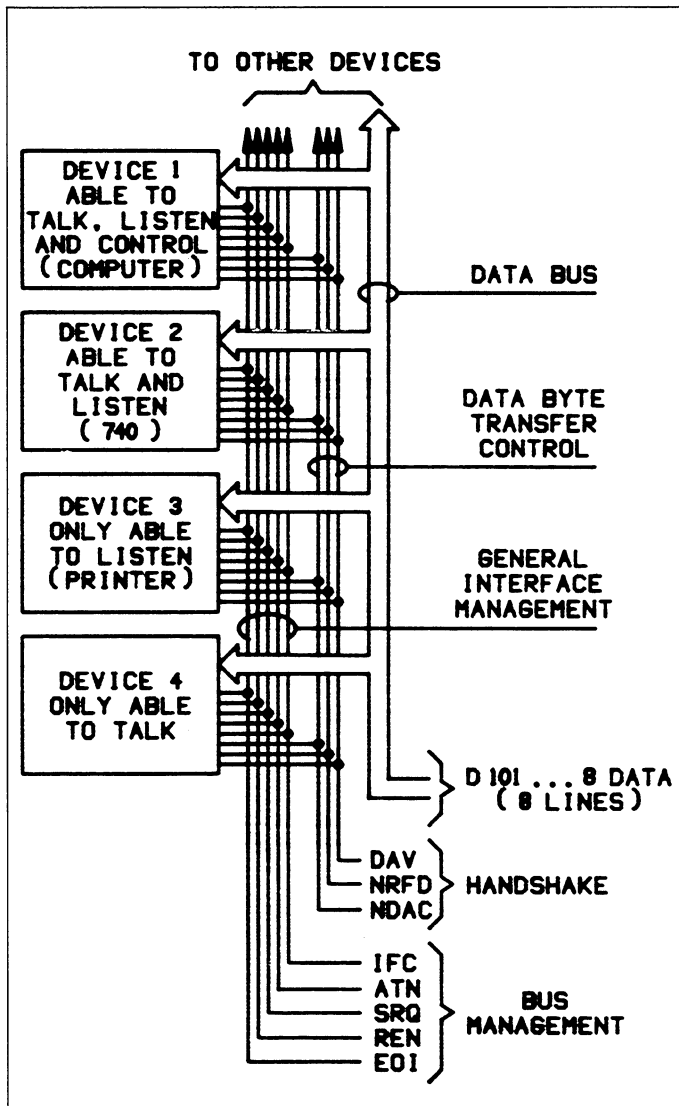 TO OTHER DEVICES
DEVICE 1
ABLE TO
TALK, LISTEN
AND CONTROL
(COMPUTER)
DATA BUS
DEVICE 2
ABLE TO
TALK AND
LISTEN
( 740 )
DATA BYTE
TRANSFER
CONTROL
DEVICE 3
ONLY ABLE
TO LISTEN
(PRINTER)
GENERAL
INTERFACE
MANAGEMENT
DEVICE 4
ONLY ABLE
TO TALK
D 101 ... 8 DATA
( 8 LINES )
DAV
NRFD
NDAC
HANDSHAKE
IFC
ATN
SRQ
REN
EOI
BUS
MANAGEMENT